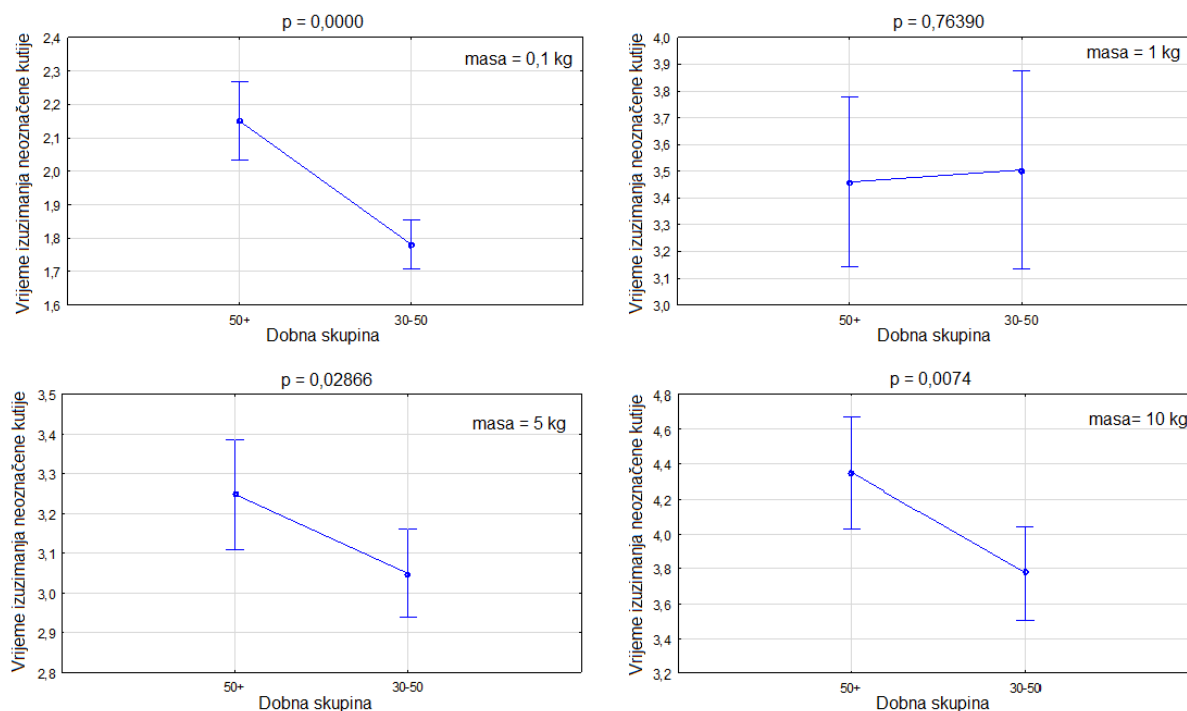 p = 0,0000
masa = 0,1 kg
Vrijeme izuzimanja neoznačene kutije
2,4
2,3
2,2
2,1
2,0
1,9
1,8
1,7
1,6
50+
30-50
Dobna skupina
p = 0,76390
masa = 1 kg
Vrijeme izuzimanja neoznačene kutije
4,0
3,9
3,8
3,7
3,6
3,5
3,4
3,3
3,2
3,1
3,0
50+
30-50
Dobna skupina
p = 0,02866
masa = 5 kg
Vrijeme izuzimanja neoznačene kutije
3,5
3,4
3,3
3,2
3,1
3,0
2,9
2,8
50+
30-50
Dobna skupina
p = 0,0074
masa= 10 kg
Vrijeme izuzimanja neoznačene kutije
4,8
4,6
4,4
4,2
4,0
3,8
3,6
3,4
3,2
50+
30-50
Dobna skupina